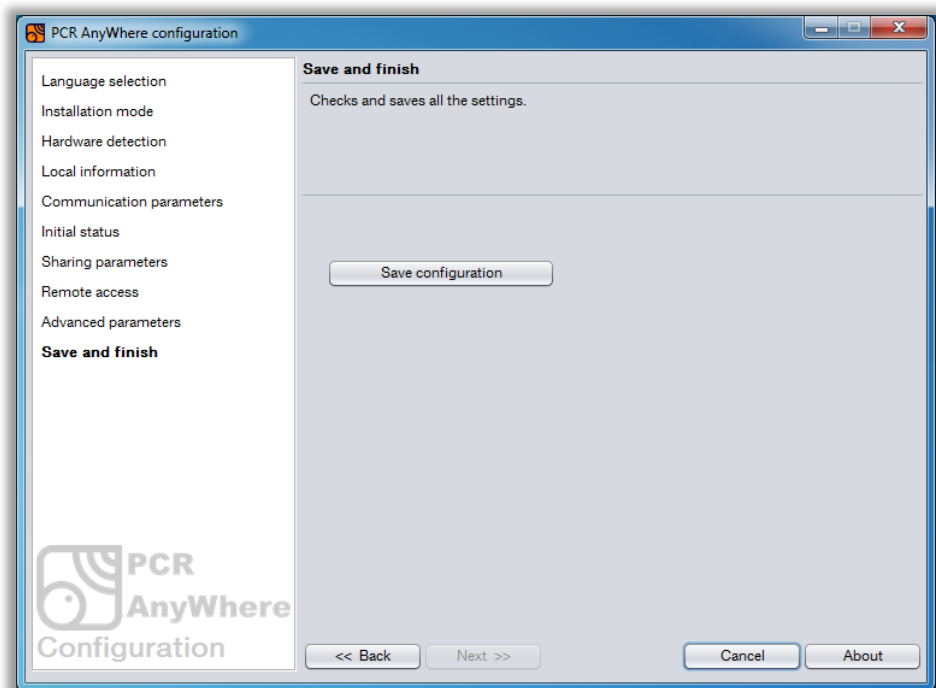 PCR AnyWhere configuration
Language selection
Installation mode
Hardware detection
Local information
Communication parameters
Initial status
Sharing parameters
Remote access
Advanced parameters
Save and finish
PCR
AnyWhere
Configuration
Save and finish
Checks and saves all the settings.
Save configuration
<< Back
Next >>
Cancel
About